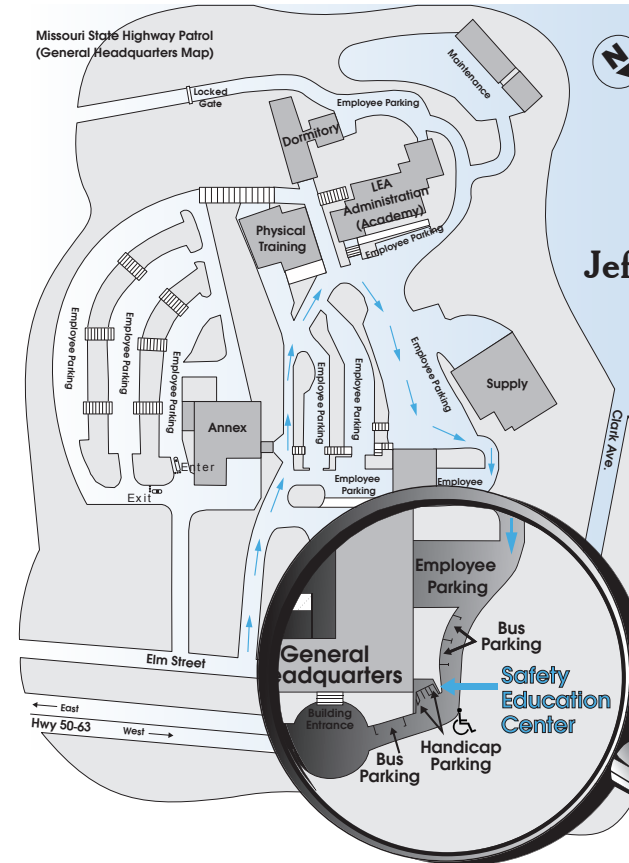 Missouri State Highway Patrol
(General Headquarters Map)
N
Maintenance
Locked
Gate
Employee Parking
Dormitory
LEA
Administration
(Academy)
Physical
Training
Employee Parking
Jef
Employee Parking
Employee Parking
Employee Parking
Employee Parking
Employee Parking
Employee Parking
Supply
Annex
Clark Ave.
Enter
Exit
Employee
Parking
Employee
Employee
Parking
Bus
Parking
Elm Street
General
eadquarters
Safety
Education
Center
East
Hwy 50-63
West
Building
Entrance
Bus
Parking
Handicap
Parking